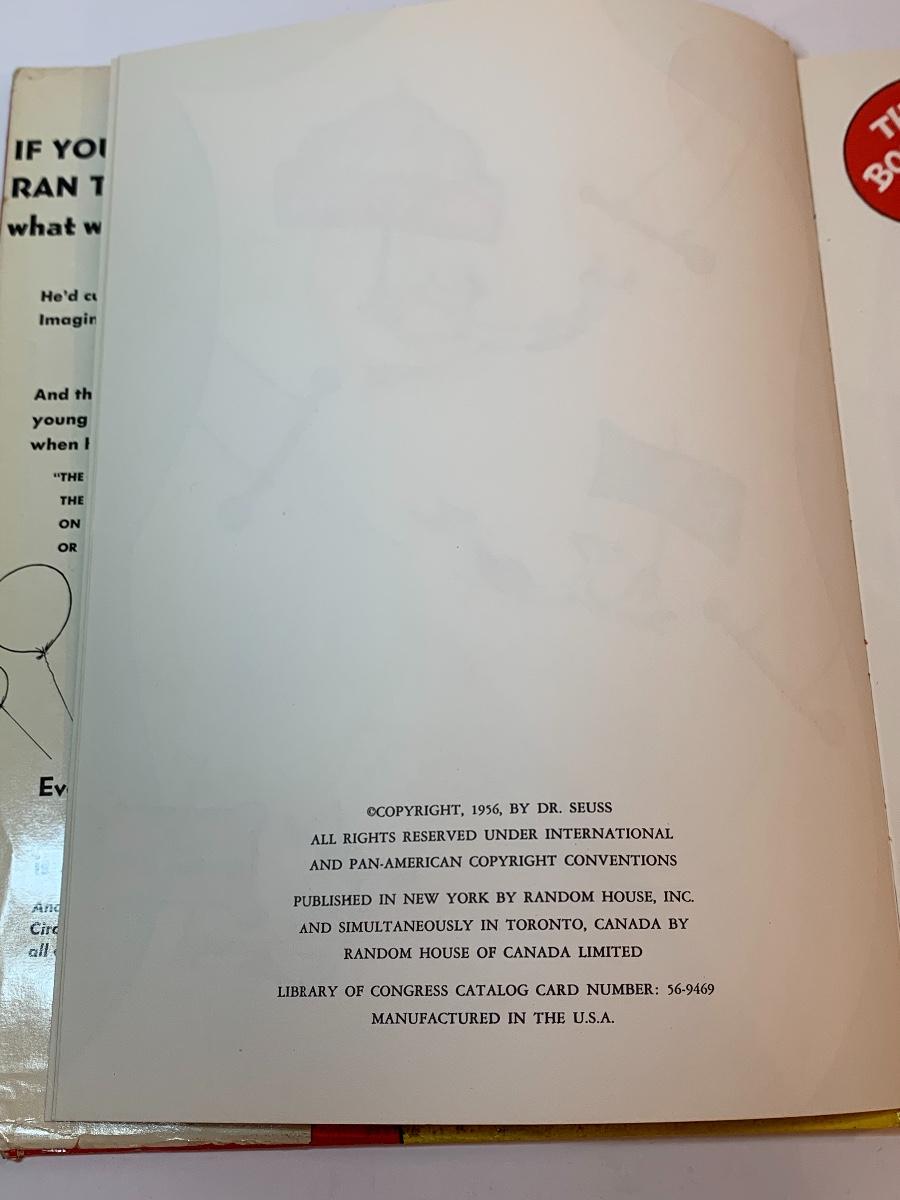 IF YOU
RAN T
what w
He'd cu
Imagin
And th
young
when h
"THE
THE
ON
OR
Ev
And
Circ
all
©COPYRIGHT, 1956, BY DR. SEUSS
ALL RIGHTS RESERVED UNDER INTERNATIONAL
AND PAN-AMERICAN COPYRIGHT CONVENTIONS
PUBLISHED IN NEW YORK BY RANDOM HOUSE, INC.
AND SIMULTANEOUSLY IN TORONTO, CANADA BY
RANDOM HOUSE OF CANADA LIMITED
LIBRARY OF CONGRESS CATALOG CARD NUMBER: 56-9469
MANUFACTURED IN THE U.S.A.
TH
BO